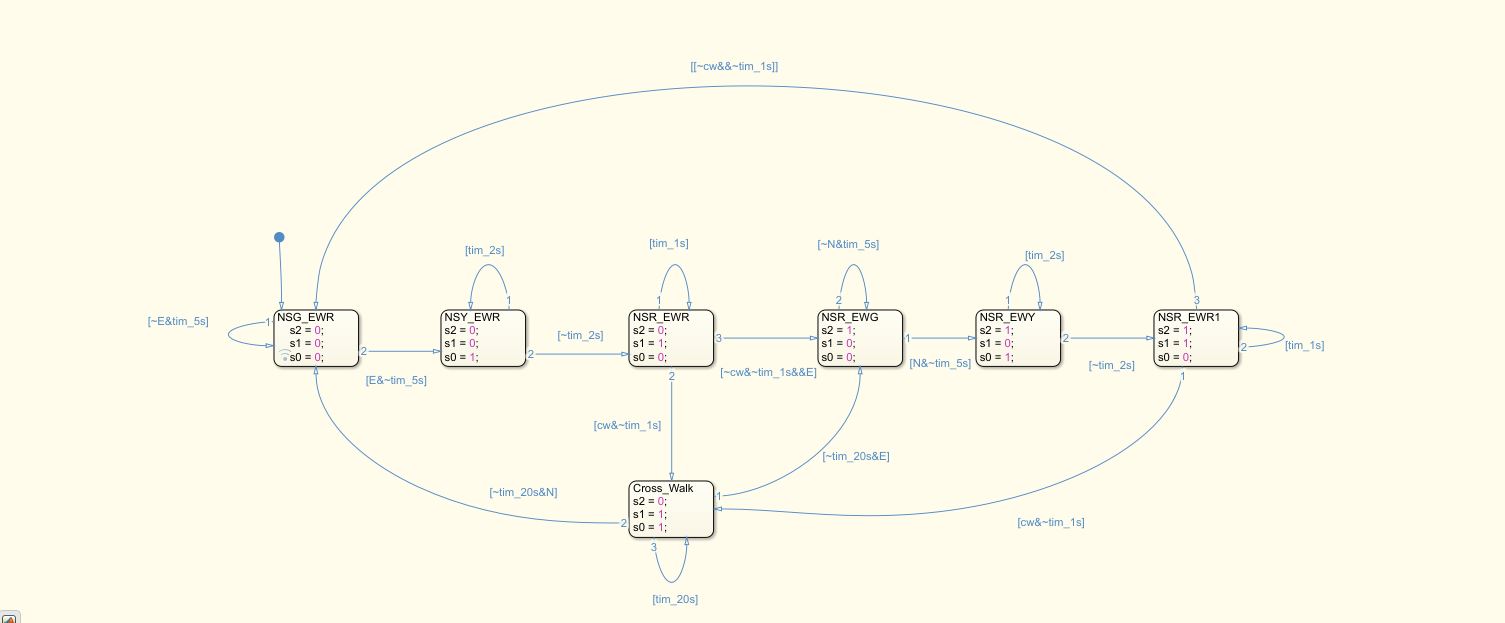 [[~cw&&~tim_1s]]
[tim_2s]
[tim_1s]
[~N&tim_5s]
[tim_2s]
3
[~E&tim_5s]
1
NSG_EWR
s2 = 0;
s1 = 0;
s0 = 0;
2
[E&~tim_5s]
1
NSY_EWR
s2 = 0;
s1 = 0;
s0 = 1;
2
[~tim_2s]
1
NSR_EWR
s2 = 0;
s1 = 1;
s0 = 0;
3
2
[~cw&~tim_1s&&E]
2
NSR_EWG
s2 = 1;
s1 = 0;
s0 = 0;
1
[N&~tim_5s]
1
NSR_EWY
s2 = 1;
s1 = 0;
s0 = 1;
2
[~tim_2s]
NSR_EWR1
s2 = 1;
s1 = 1;
s0 = 0;
2
[tim_1s]
1
[cw&~tim_1s]
[~tim_20s&E]
[~tim_20s&N]
Cross_Walk
s2 = 0;
s1 = 1;
s0 = 1;
1
2
3
[cw&~tim_1s]
[tim_20s]